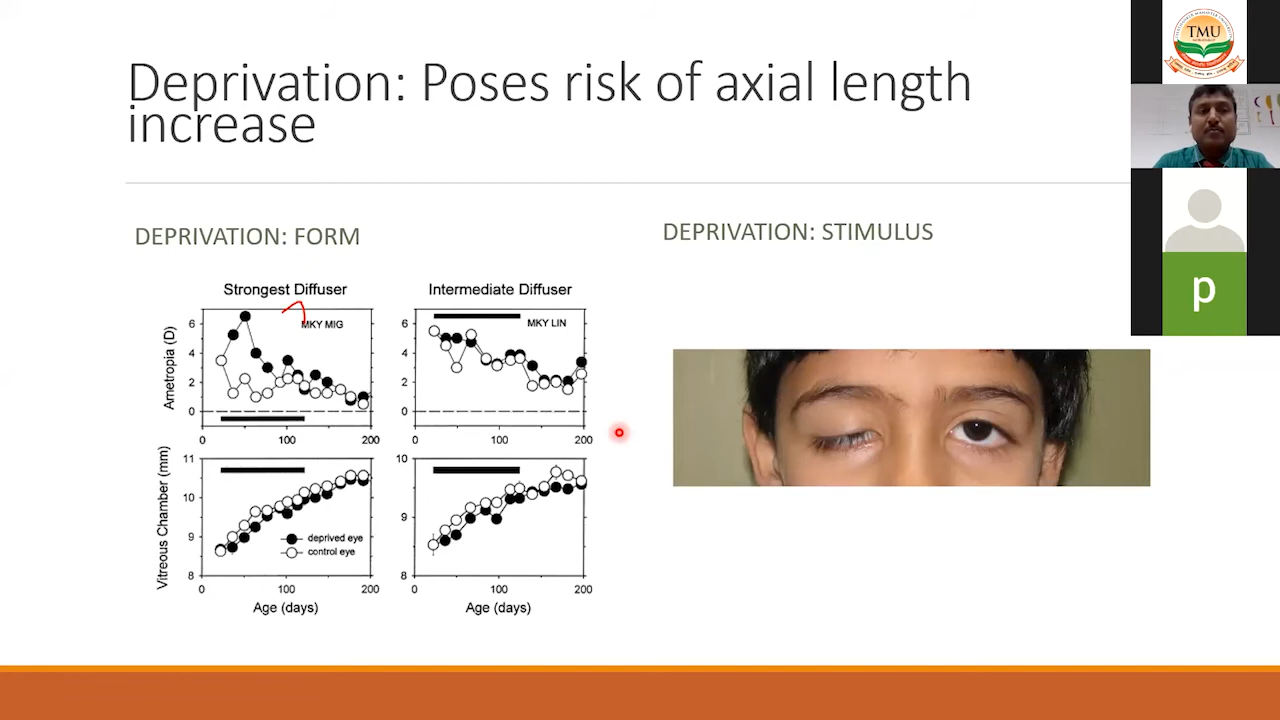 Deprivation: Poses risk of axial length
increase
DEPRIVATION: FORM
DEPRIVATION: STIMULUS
Strongest Diffuser
Intermediate Diffuser
MKY MIG
MKY LIN
Ametropia (D)
6
4
2
0
0 100 200
6
4
2
0
0 100 200
Vitreous Chamber (mm)
11
10
9
8
deprived eye
control eye
0 100 200
Age (days)
10
9
8
0 100 200
Age (days)
TMU
p